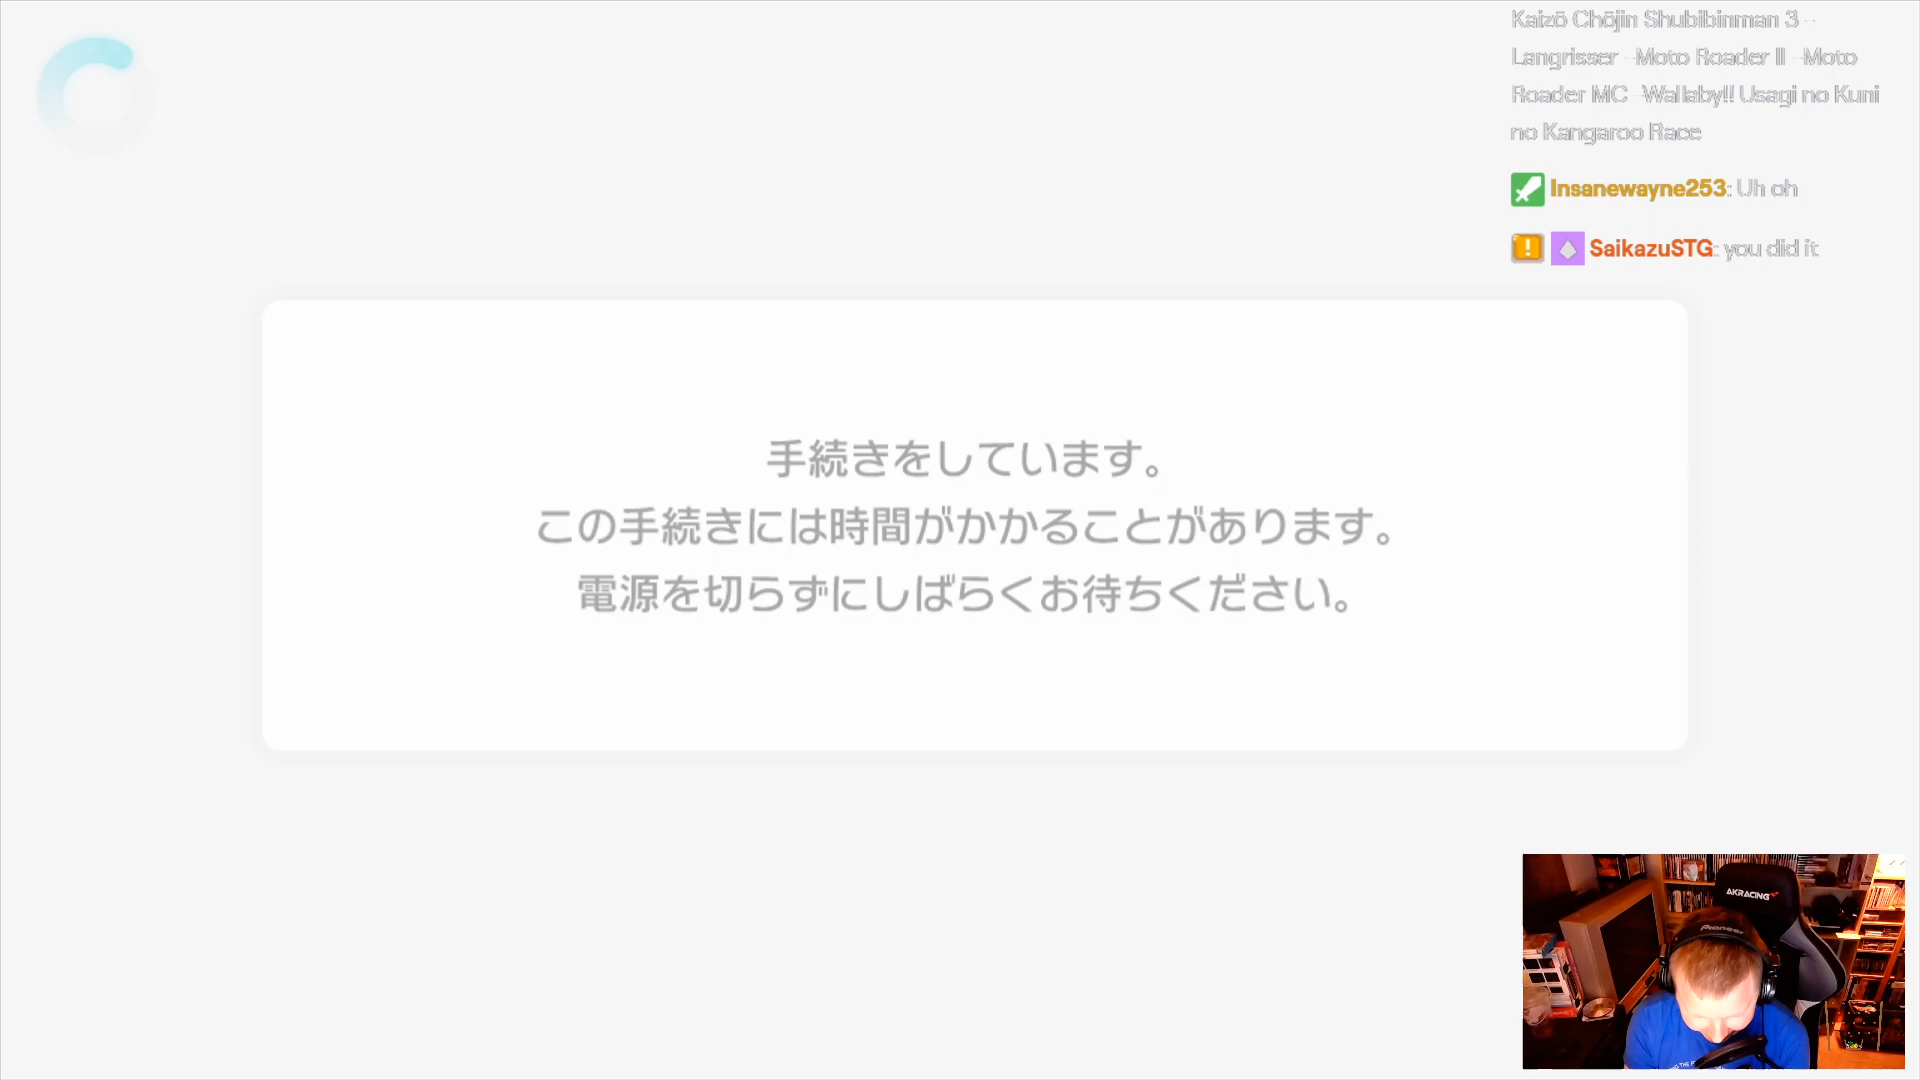 Kaizō Chōjin Shubibinman 3 -
Langrisser - Moto Roader II - Moto
Roader MC - Wallaby!! Usagi no Kuni
no Kangaroo Race
Insanewayne253: Uh oh
SaikazuSTG: you did it
手続きをしています。
この手続きには時間がかかることがあります。
電源を切らずにしばらくお待ちください。
AKRACING
Pioneer